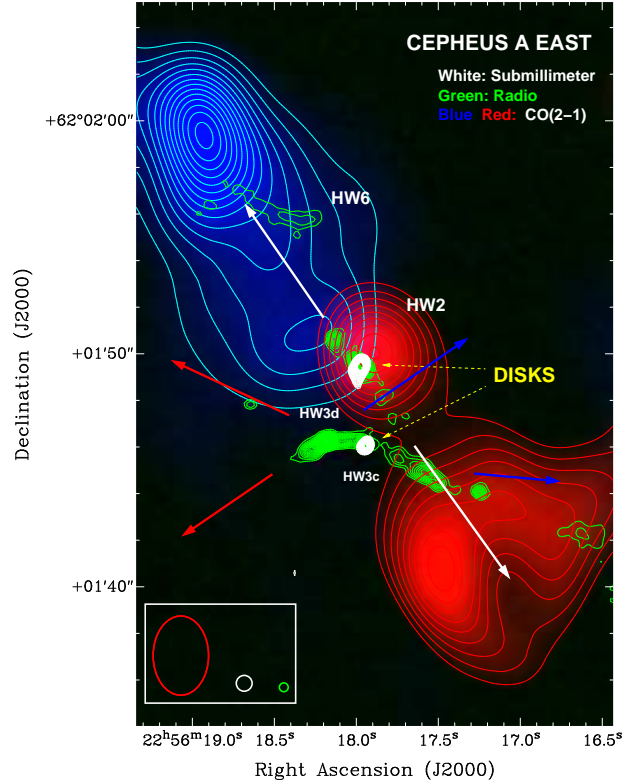 CEPHEUS A EAST
White: Submillimeter
Green: Radio
Blue Red: CO(2−1)
+62°02′00″
HW6
HW2
+01′50″
DISKS
HW3d
HW3c
+01′40″
22ʰ56ᵐ19.0ˢ 18.5ˢ 18.0ˢ 17.5ˢ 17.0ˢ 16.5ˢ
Right Ascension (J2000)
Declination (J2000)